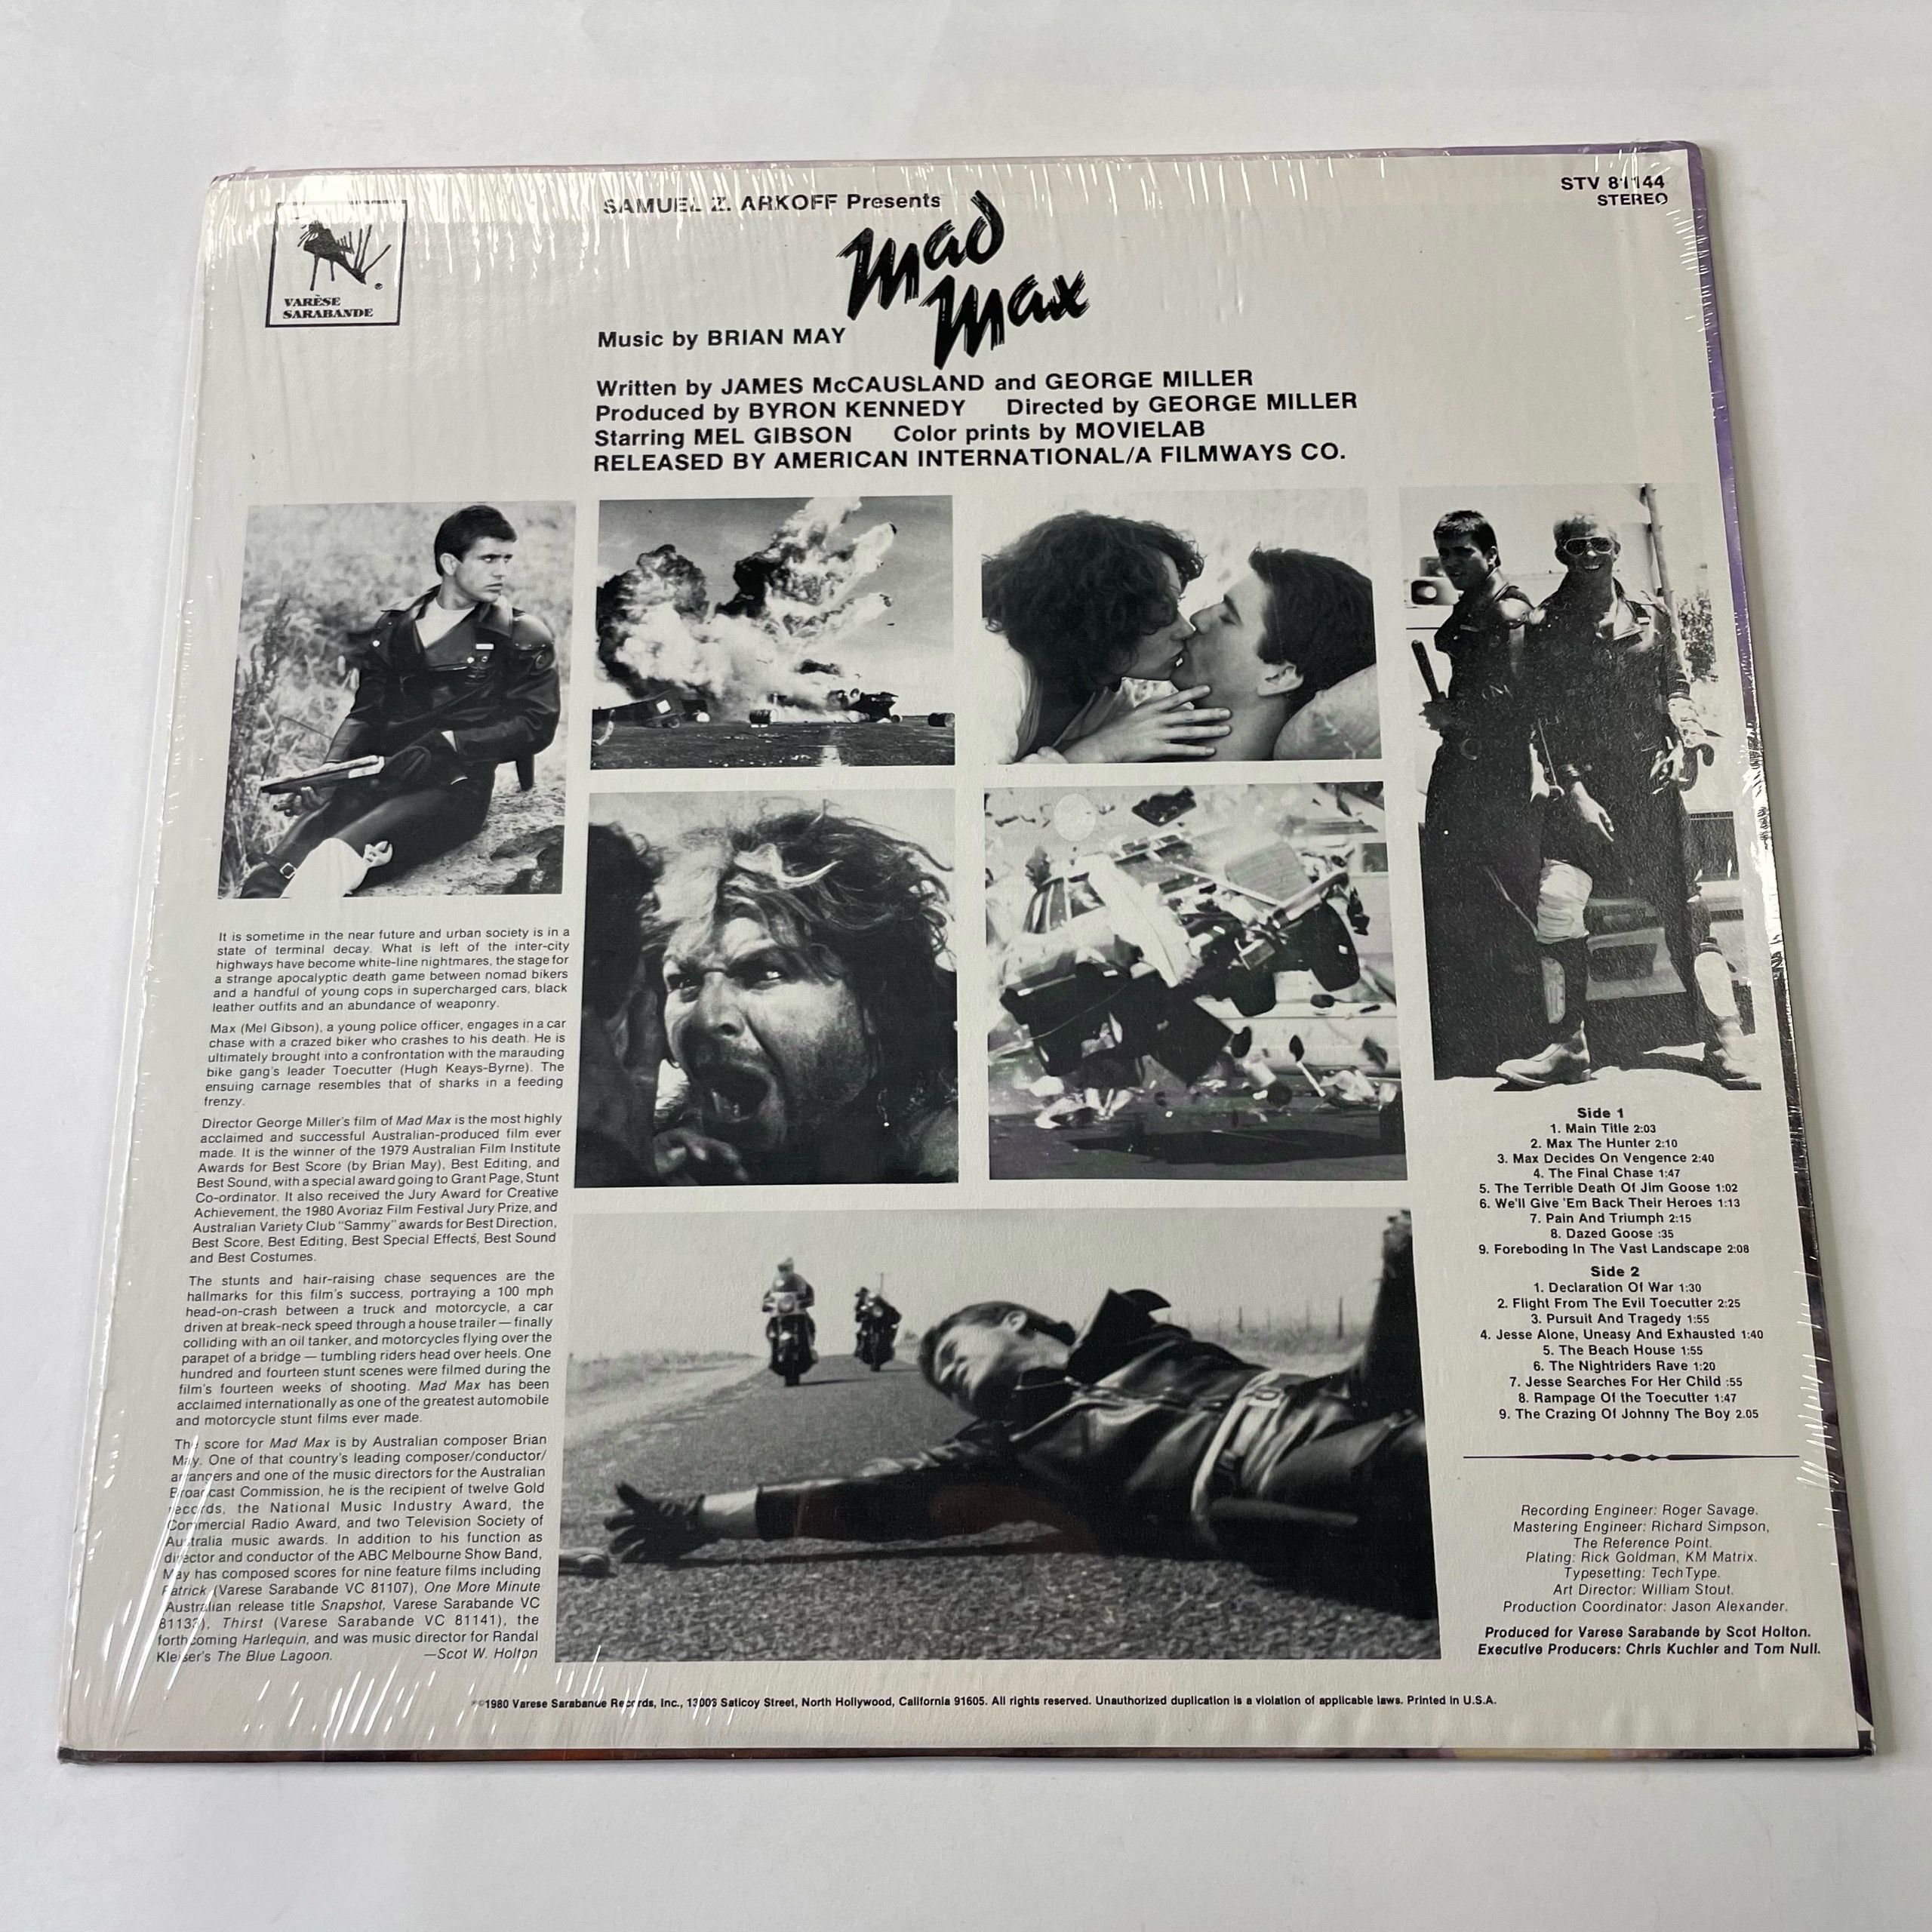 VARÈSE
SARABANDE
®
SAMUEL Z. ARKOFF Presents
Mad
Max
STV 81144
STEREO
Music by BRIAN MAY
Written by JAMES McCAUSLAND and GEORGE MILLER
Produced by BYRON KENNEDY Directed by GEORGE MILLER
Starring MEL GIBSON Color prints by MOVIELAB
RELEASED BY AMERICAN INTERNATIONAL/A FILMWAYS CO.
It is sometime in the near future and urban society is in a
state of terminal decay. What is left of the inter-city
highways have become white-line nightmares, the stage for
a strange apocalyptic death game between nomad bikers
and a handful of young cops in supercharged cars, black
leather outfits and an abundance of weaponry.
Max (Mel Gibson), a young police officer, engages in a car
chase with a crazed biker who crashes to his death. He is
ultimately brought into a confrontation with the marauding
bike gang's leader Toecutter (Hugh Keays-Byrne). The
ensuing carnage resembles that of sharks in a feeding
frenzy.
Director George Miller's film of Mad Max is the most highly
acclaimed and successful Australian-produced film ever
made. It is the winner of the 1979 Australian Film Institute
Awards for Best Score (by Brian May), Best Editing, and
Best Sound, with a special award going to Grant Page, Stunt
Co-ordinator. It also received the Jury Award for Creative
Achievement, the 1980 Avoriaz Film Festival Jury Prize, and
Australian Variety Club "Sammy" awards for Best Direction,
Best Score, Best Editing, Best Special Effects, Best Sound
and Best Costumes.
The stunts and hair-raising chase sequences are the
hallmarks for this film's success, portraying a 100 mph
head-on-crash between a truck and motorcycle, a car
driven at break-neck speed through a house trailer — finally
colliding with an oil tanker, and motorcycles flying over the
parapet of a bridge — tumbling riders head over heels. One
hundred and fourteen stunt scenes were filmed during the
film's fourteen weeks of shooting. Mad Max has been
acclaimed internationally as one of the greatest automobile
and motorcycle stunt films ever made.
The score for Mad Max is by Australian composer Brian
May. One of that country's leading composer/conductor/
arrangers and one of the music directors for the Australian
Broadcast Commission, he is the recipient of twelve Gold
records, the National Music Industry Award, the
Commercial Radio Award, and two Television Society of
Australia music awards. In addition to his function as
director and conductor of the ABC Melbourne Show Band,
May has composed scores for nine feature films including
Patrick (Varese Sarabande VC 81107), One More Minute
Australian release title Snapshot, Varese Sarabande VC
81133), Thirst (Varese Sarabande VC 81141), the
forthcoming Harlequin, and was music director for Randal
Kleiser's The Blue Lagoon. —Scot W. Holton
Side 1
1. Main Title 2:03
2. Max The Hunter 2:10
3. Max Decides On Vengence 2:40
4. The Final Chase 1:47
5. The Terrible Death Of Jim Goose 1:02
6. We'll Give 'Em Back Their Heroes 1:13
7. Pain And Triumph 2:15
8. Dazed Goose :35
9. Foreboding In The Vast Landscape 2:08
Side 2
1. Declaration Of War 1:30
2. Flight From The Evil Toecutter 2:25
3. Pursuit And Tragedy 1:55
4. Jesse Alone, Uneasy And Exhausted 1:40
5. The Beach House 1:55
6. The Nightriders Rave 1:20
7. Jesse Searches For Her Child :55
8. Rampage Of the Toecutter 1:47
9. The Crazing Of Johnny The Boy 2.05
Recording Engineer: Roger Savage.
Mastering Engineer: Richard Simpson,
The Reference Point.
Plating: Rick Goldman, KM Matrix.
Typesetting: TechType.
Art Director: William Stout.
Production Coordinator: Jason Alexander.
Produced for Varese Sarabande by Scot Holton.
Executive Producers: Chris Kuchler and Tom Null.
℗©1980 Varese Sarabande Records, Inc., 13003 Saticoy Street, North Hollywood, California 91605. All rights reserved. Unauthorized duplication is a violation of applicable laws. Printed in U.S.A.